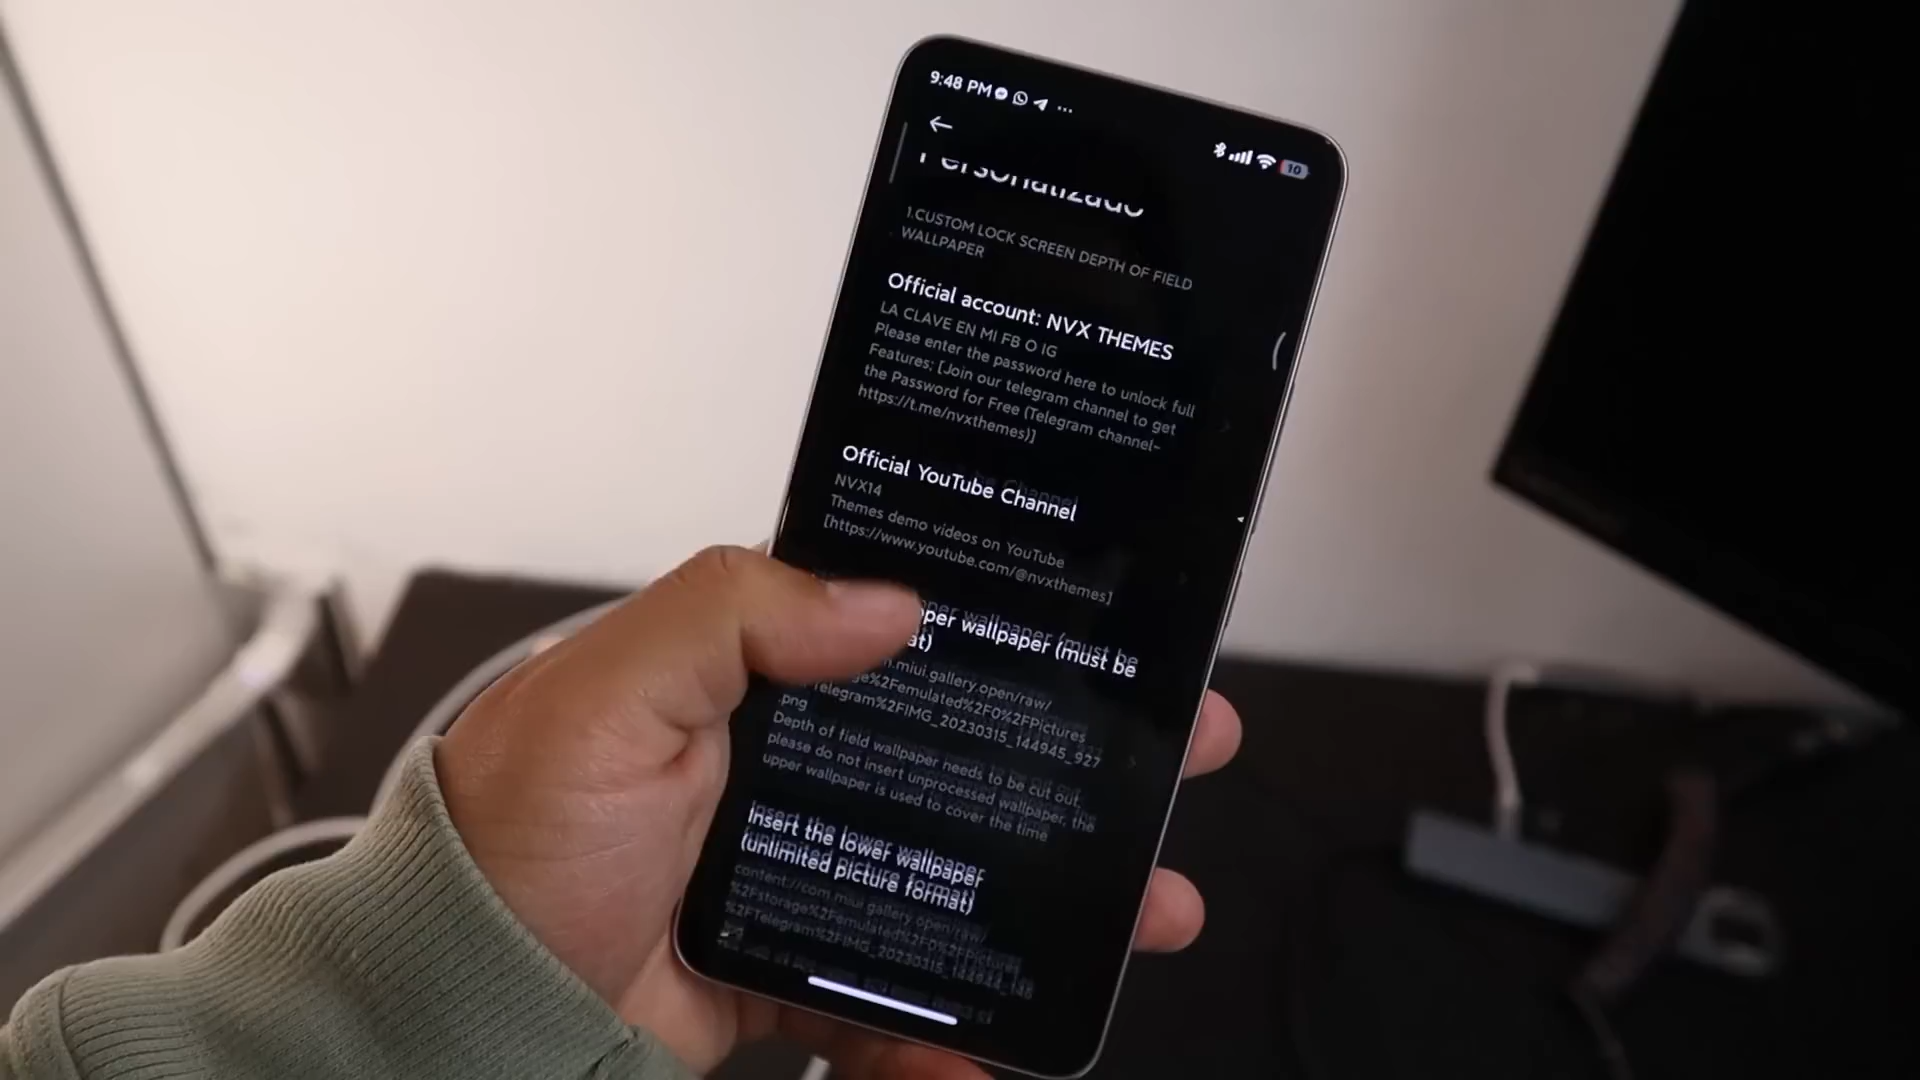 9:48 PM
10
Personalizado
1.CUSTOM LOCK SCREEN DEPTH OF FIELD
WALLPAPER
Official account: NVX THEMES
LA CLAVE EN MI FB O IG
Please enter the password here to unlock full
Features; [Join our telegram channel to get
the Password for Free (Telegram channel-
https://t.me/nvxthemes)]
Official YouTube Channel
NVX14
Themes demo videos on YouTube
[https://www.youtube.com/@nvxthemes]
pper wallpaper (must be
at)
.miui.gallery.open/raw/
ge%2Femulated%2F0%2FPictures
Telegram%2FIMG_20230315_144945_927
.png
Depth of field wallpaper needs to be cut out,
please do not insert unprocessed wallpaper, the
upper wallpaper is used to cover the time
Insert the lower wallpaper
(unlimited picture format)
content://com.miui.gallery.open/raw/
%2Fstorage%2Femulated%2F0%2FPictures
%2FTelegram%2FIMG_20230315_144944_146